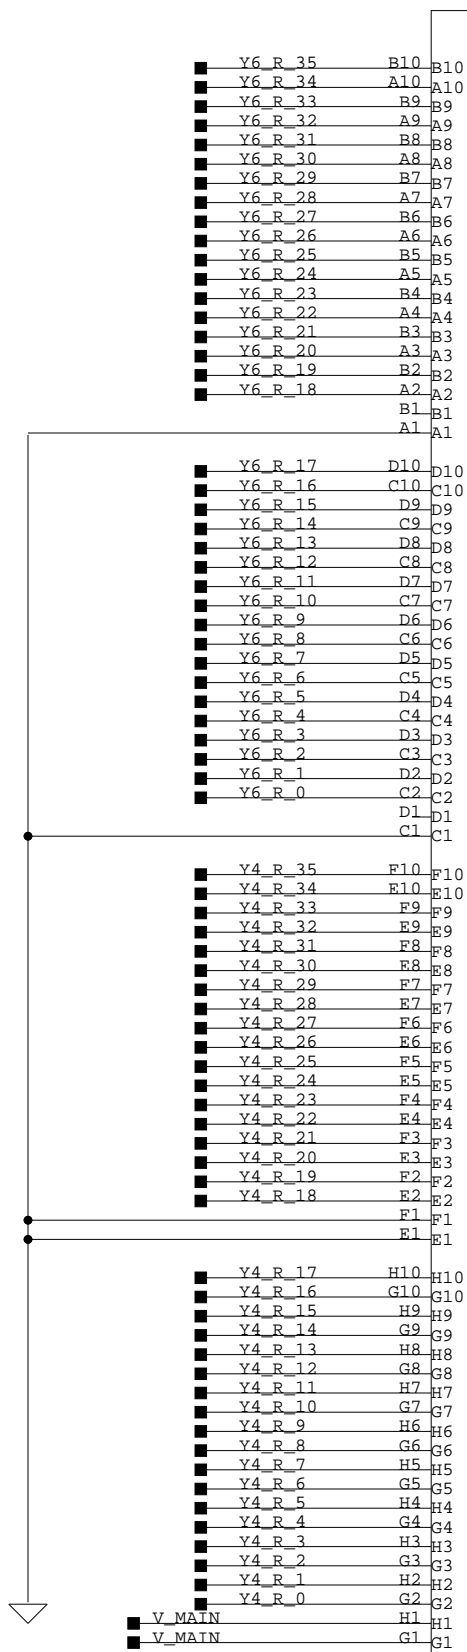 Y6_R_35 B10 B10
Y6_R_34 A10 A10
Y6_R_33 B9 B9
Y6_R_32 A9 A9
Y6_R_31 B8 B8
Y6_R_30 A8 A8
Y6_R_29 B7 B7
Y6_R_28 A7 A7
Y6_R_27 B6 B6
Y6_R_26 A6 A6
Y6_R_25 B5 B5
Y6_R_24 A5 A5
Y6_R_23 B4 B4
Y6_R_22 A4 A4
Y6_R_21 B3 B3
Y6_R_20 A3 A3
Y6_R_19 B2 B2
Y6_R_18 A2 A2
B1 B1
A1 A1
Y6_R_17 D10 D10
Y6_R_16 C10 C10
Y6_R_15 D9 D9
Y6_R_14 C9 C9
Y6_R_13 D8 D8
Y6_R_12 C8 C8
Y6_R_11 D7 D7
Y6_R_10 C7 C7
Y6_R_9 D6 D6
Y6_R_8 C6 C6
Y6_R_7 D5 D5
Y6_R_6 C5 C5
Y6_R_5 D4 D4
Y6_R_4 C4 C4
Y6_R_3 D3 D3
Y6_R_2 C3 C3
Y6_R_1 D2 D2
Y6_R_0 C2 C2
D1 D1
C1 C1
Y4_R_35 F10 F10
Y4_R_34 E10 E10
Y4_R_33 F9 F9
Y4_R_32 E9 E9
Y4_R_31 F8 F8
Y4_R_30 E8 E8
Y4_R_29 F7 F7
Y4_R_28 E7 E7
Y4_R_27 F6 F6
Y4_R_26 E6 E6
Y4_R_25 F5 F5
Y4_R_24 E5 E5
Y4_R_23 F4 F4
Y4_R_22 E4 E4
Y4_R_21 F3 F3
Y4_R_20 E3 E3
Y4_R_19 F2 F2
Y4_R_18 E2 E2
F1 F1
E1 E1
Y4_R_17 H10 H10
Y4_R_16 G10 G10
Y4_R_15 H9 H9
Y4_R_14 G9 G9
Y4_R_13 H8 H8
Y4_R_12 G8 G8
Y4_R_11 H7 H7
Y4_R_10 G7 G7
Y4_R_9 H6 H6
Y4_R_8 G6 G6
Y4_R_7 H5 H5
Y4_R_6 G5 G5
Y4_R_5 H4 H4
Y4_R_4 G4 G4
Y4_R_3 H3 H3
Y4_R_2 G3 G3
Y4_R_1 H2 H2
Y4_R_0 G2 G2
V_MAIN H1 H1
V_MAIN G1 G1